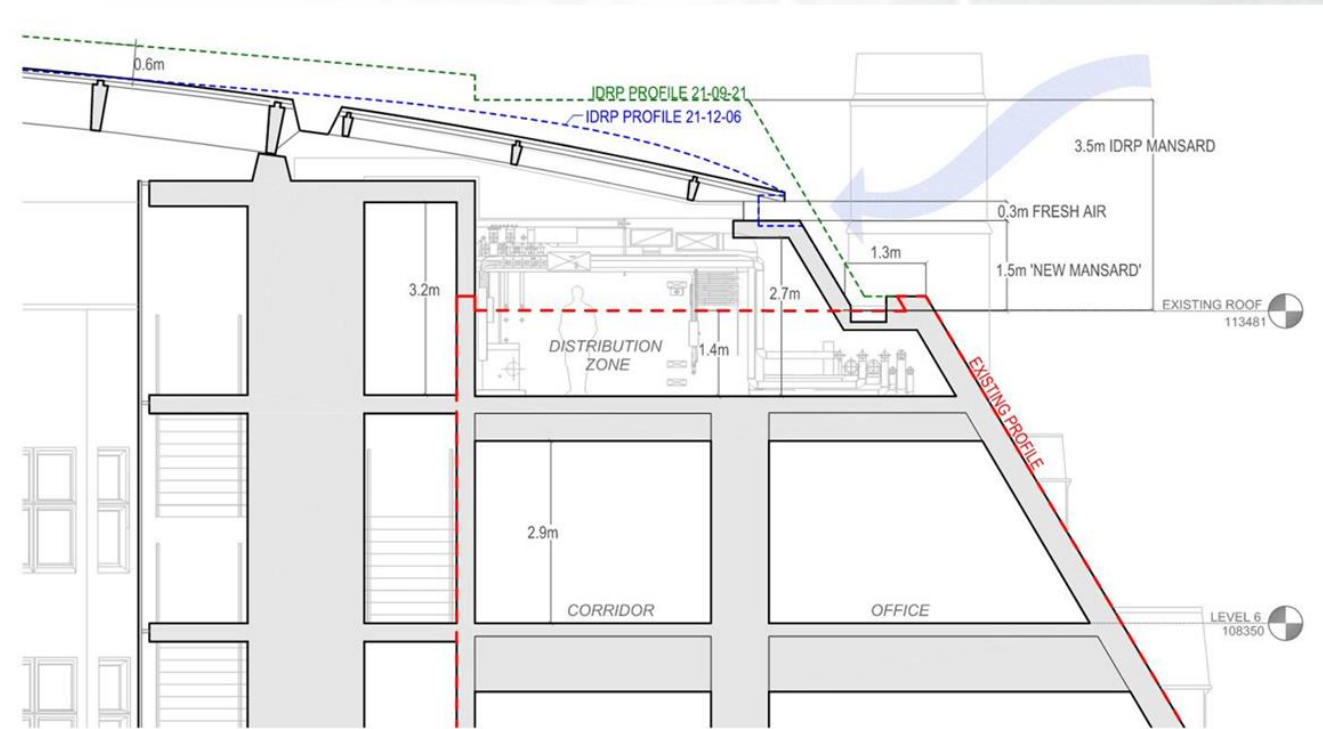 0.6m
IDRP PROFILE 21-09-21
IDRP PROFILE 21-12-06
3.5m IDRP MANSARD
0.3m FRESH AIR
1.3m
1.5m 'NEW MANSARD'
3.2m
2.7m
EXISTING ROOF
113481
DISTRIBUTION
ZONE
1.4m
EXISTING PROFILE
2.9m
CORRIDOR
OFFICE
LEVEL 6
108350